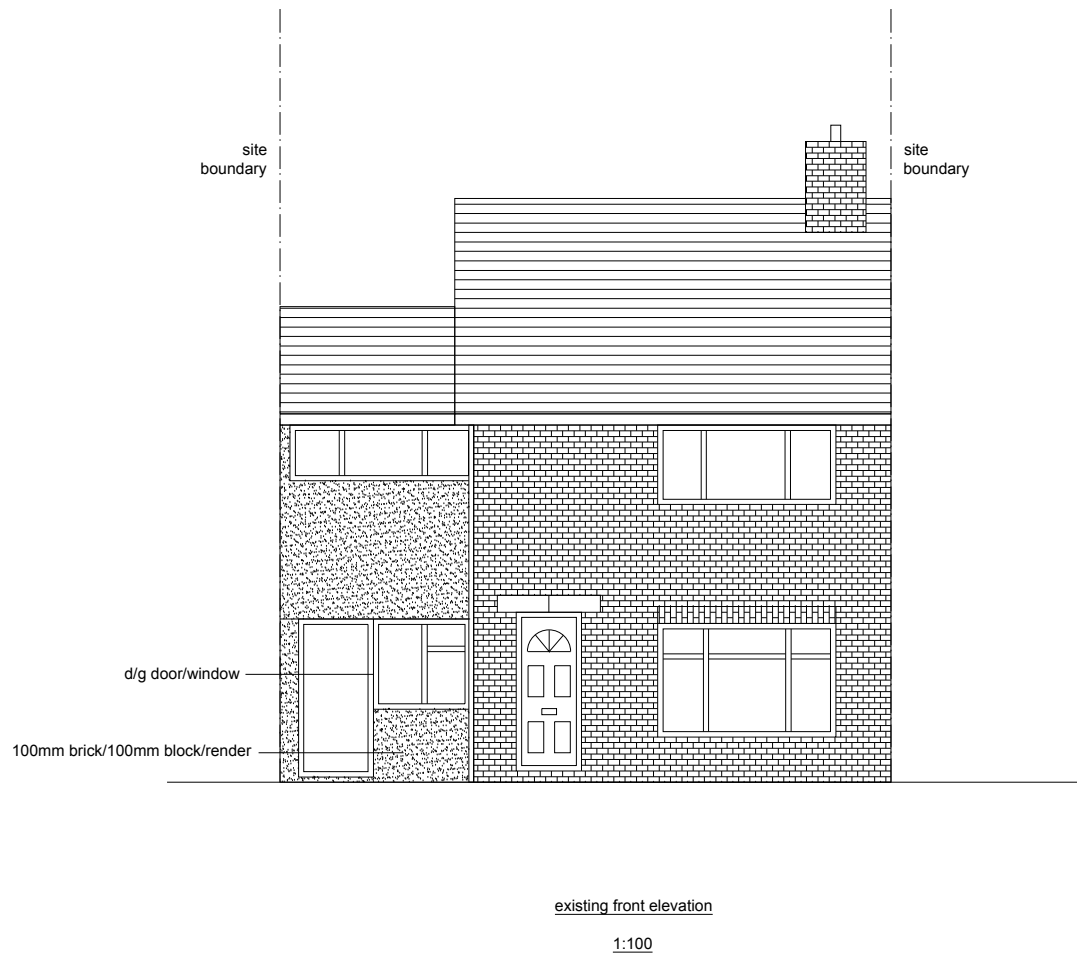 site
boundary
site
boundary
d/g door/window
100mm brick/100mm block/render
existing front elevation
1:100